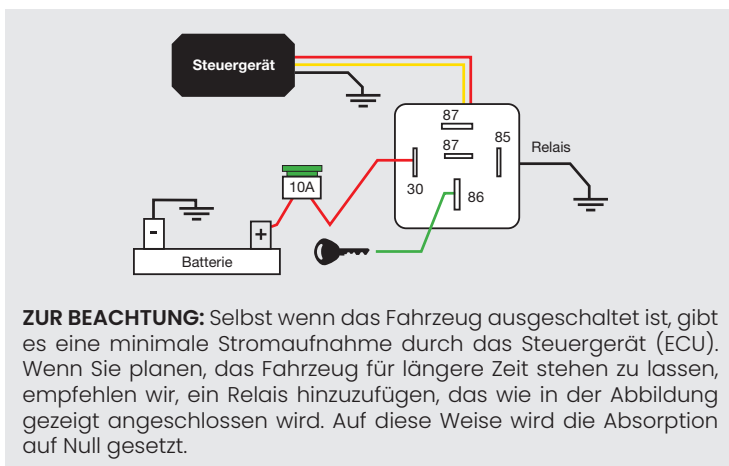 Steuergerät
87
87
85
Relais
30
86
10A
-
+
Batterie
ZUR BEACHTUNG: Selbst wenn das Fahrzeug ausgeschaltet ist, gibt
es eine minimale Stromaufnahme durch das Steuergerät (ECU).
Wenn Sie planen, das Fahrzeug für längere Zeit stehen zu lassen,
empfehlen wir, ein Relais hinzuzufügen, das wie in der Abbildung
gezeigt angeschlossen wird. Auf diese Weise wird die Absorption
auf Null gesetzt.